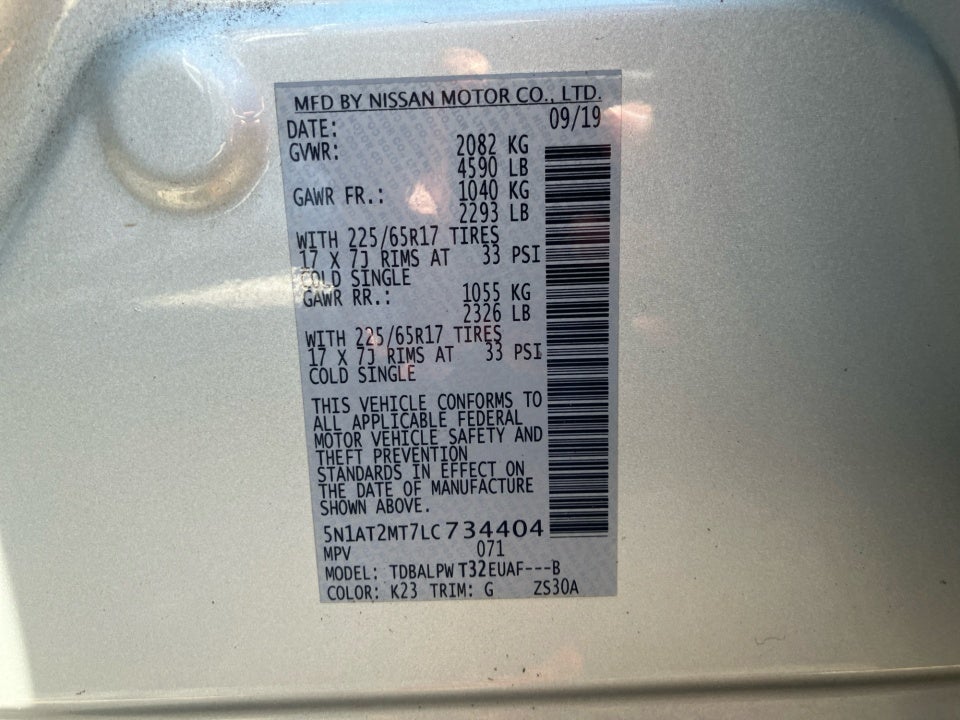 MFD BY NISSAN MOTOR CO., LTD.
DATE: 09/19
GVWR: 2082 KG
4590 LB
GAWR FR.: 1040 KG
2293 LB
WITH 225/65R17 TIRES
17 X 7J RIMS AT 33 PSI
COLD SINGLE
GAWR RR.: 1055 KG
2326 LB
WITH 225/65R17 TIRES
17 X 7J RIMS AT 33 PSI
COLD SINGLE
THIS VEHICLE CONFORMS TO
ALL APPLICABLE FEDERAL
MOTOR VEHICLE SAFETY AND
THEFT PREVENTION
STANDARDS IN EFFECT ON
THE DATE OF MANUFACTURE
SHOWN ABOVE.
5N1AT2MT7LC734404
MPV 071
MODEL: TDBALPW T32EUAF---B
COLOR: K23 TRIM: G ZS30A